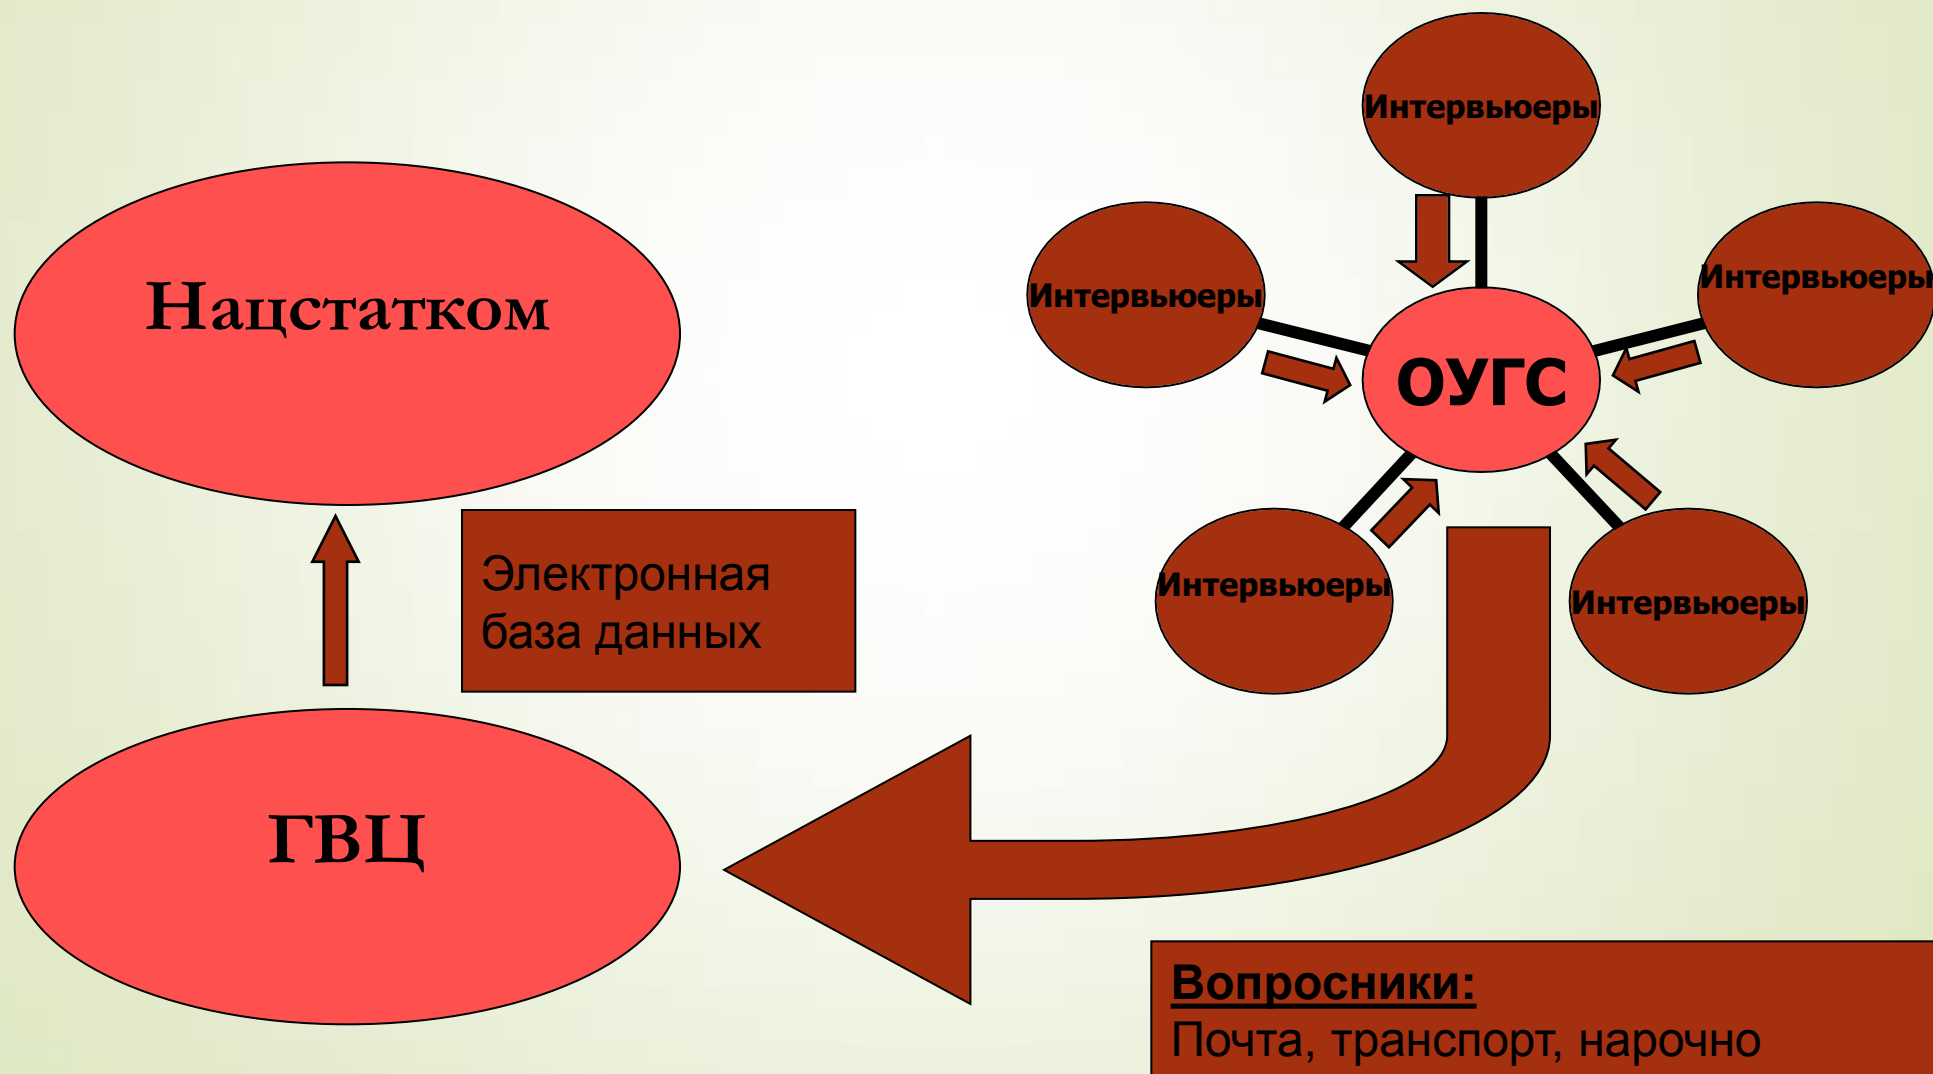 Интервьюеры
Интервьюеры
Интервьюеры
Нацстатком
ОУГС
Электронная
база данных
Интервьюеры
Интервьюеры
ГВЦ
Вопросники:
Почта, транспорт, нарочно